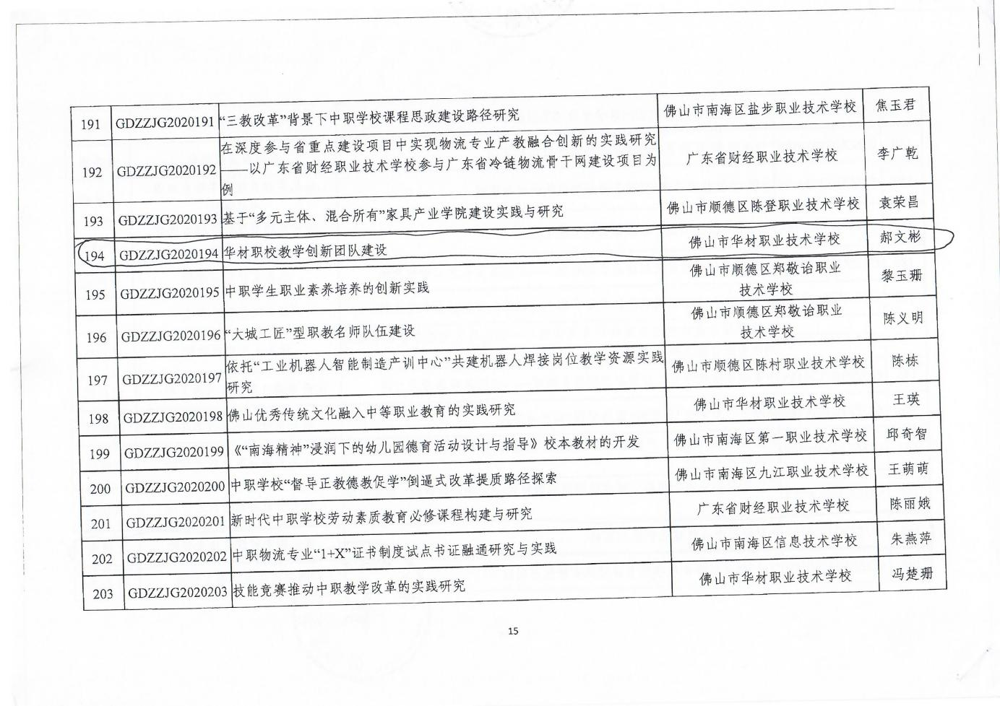 191 GDZZJG2020191 “三教改革”背景下中职学校课程思政建设路径研究 佛山市南海区盐步职业技术学校 焦玉君
在深度参与省重点建设项目中实现物流专业产教融合创新的实践研究
192 GDZZJG2020192 ——以广东省财经职业技术学校参与广东省冷链物流骨干网建设项目为 广东省财经职业技术学校 李广乾
例
193 GDZZJG2020193 基于“多元主体、混合所有”家具产业学院建设实践与研究 佛山市顺德区陈登职业技术学校 袁荣昌
194 GDZZJG2020194 华材职校教学创新团队建设 佛山市华材职业技术学校 郝文彬
195 GDZZJG2020195 中职学生职业素养培养的创新实践 佛山市顺德区郑敬诒职业 黎玉珊
技术学校
196 GDZZJG2020196 “大城工匠”型职教名师队伍建设 佛山市顺德区郑敬诒职业 陈义明
技术学校
197 GDZZJG2020197 依托“工业机器人智能制造产训中心”共建机器人焊接岗位教学资源实践 佛山市顺德区陈村职业技术学校 陈栋
研究
198 GDZZJG2020198 佛山优秀传统文化融入中等职业教育的实践研究 佛山市华材职业技术学校 王瑛
199 GDZZJG2020199 《“南海精神”浸润下的幼儿园德育活动设计与指导》校本教材的开发 佛山市南海区第一职业技术学校 邱奇智
200 GDZZJG2020200 中职学校“督导正教德教促学”倒逼式改革提质路径探索 佛山市南海区九江职业技术学校 王萌萌
201 GDZZJG2020201 新时代中职学校劳动素质教育必修课程构建与研究 广东省财经职业技术学校 陈丽娥
202 GDZZJG2020202 中职物流专业“1+X”证书制度试点书证融通研究与实践 佛山市南海区信息技术学校 朱燕萍
203 GDZZJG2020203 技能竞赛推动中职教学改革的实践研究 佛山市华材职业技术学校 冯楚珊
15